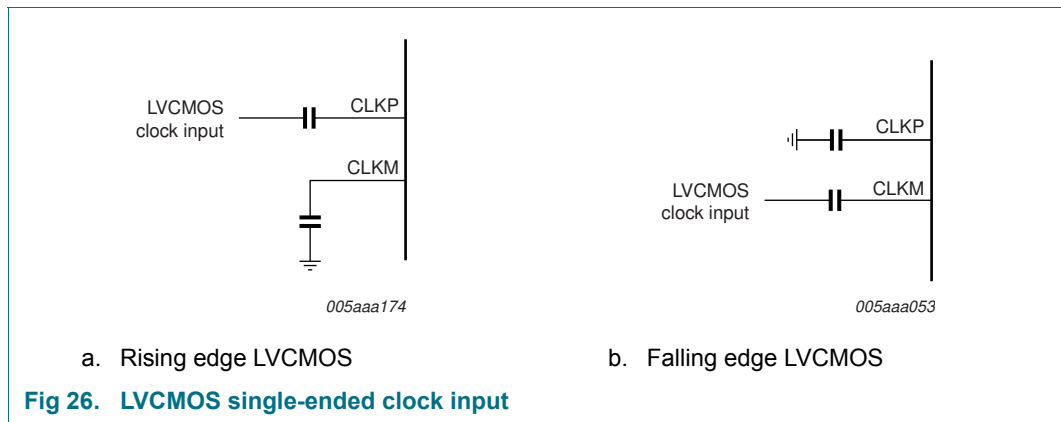 LVCMOS
clock input
CLKP
CLKM
005aaa174
a. Rising edge LVCMOS
CLKP
LVCMOS
clock input
CLKM
005aaa053
b. Falling edge LVCMOS
Fig 26. LVCMOS single-ended clock input